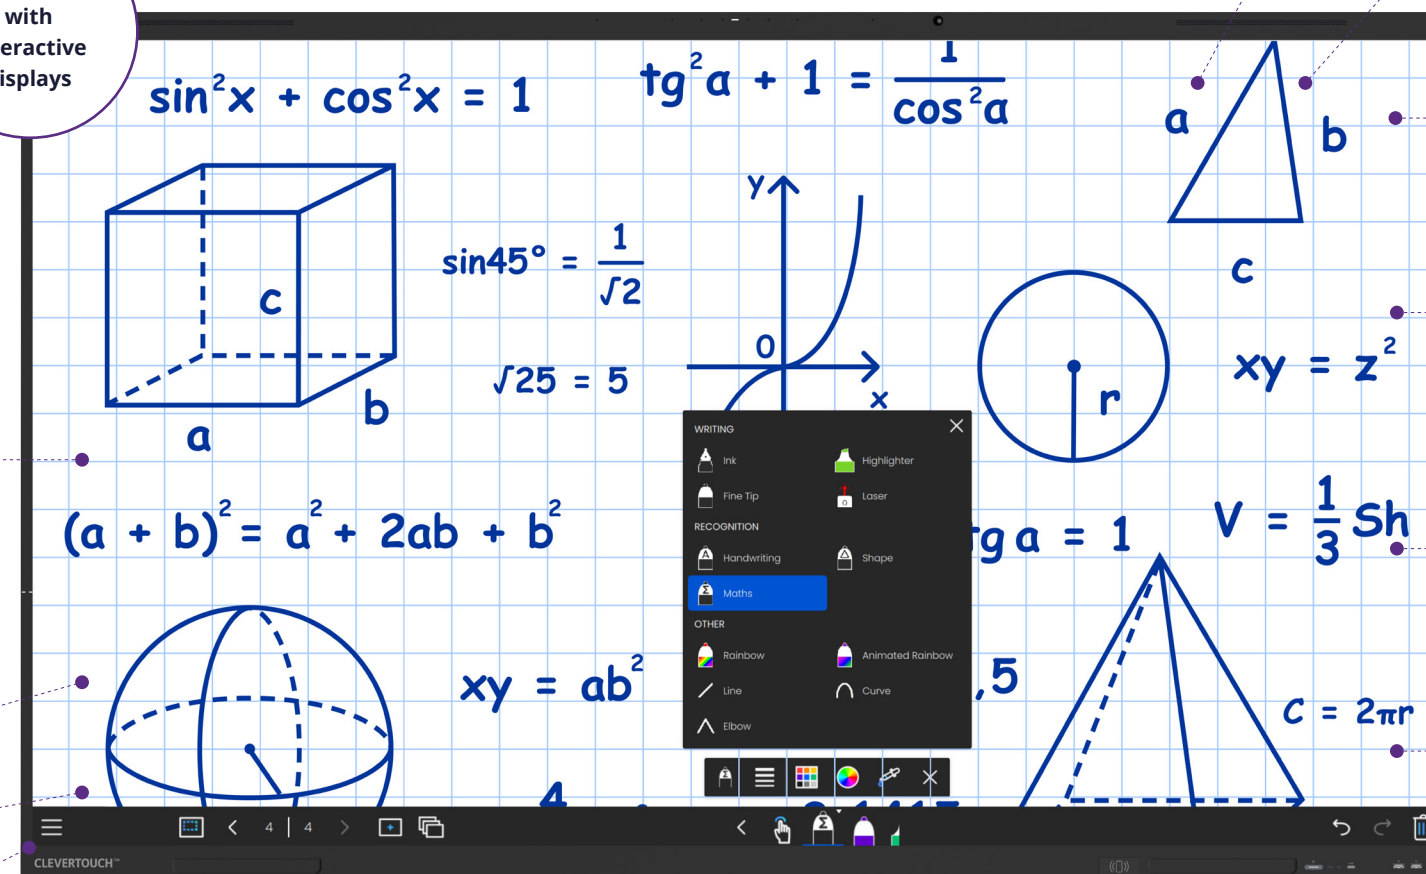 with
eractive
isplays
sin²x + cos²x = 1
tg²a + 1 = 1/cos²a
a
b
c
c
b
a
sin45° = 1/√2
√25 = 5
y
0
x
r
xy = z²
(a + b)² = a² + 2ab + b²
tg a = 1
V = 1/3 Sh
WRITING
Ink
Highlighter
Fine Tip
Laser
RECOGNITION
Handwriting
Shape
Maths
OTHER
Rainbow
Animated Rainbow
Line
Curve
Elbow
xy = ab²
,5
C = 2πr
4
4 | 4
CLEVERTOUCH™